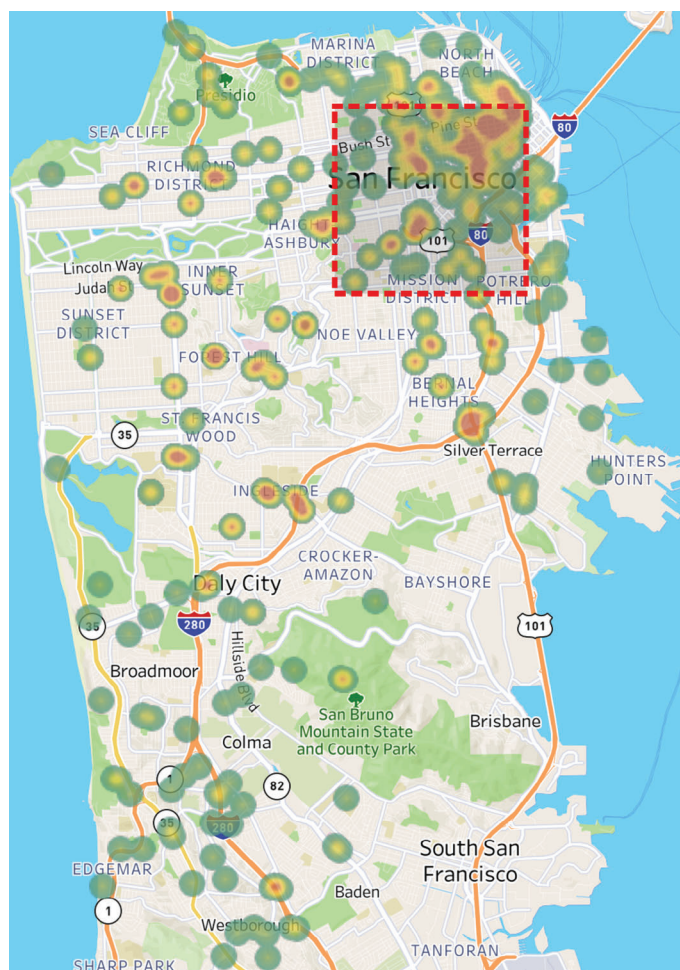 MARINA
DISTRICT
NORTH
BEACH
Presidio
101
Pine St
80
SEA CLIFF
Bush St
RICHMOND
DISTRICT
San Francisco
HAIGHT
ASHBURY
101
80
Lincoln Way
Judah St
INNER
SUNSET
MISSION
DISTRICT
POTRERO
HILL
SUNSET
DISTRICT
NOE VALLEY
FOREST HILL
BERNAL
HEIGHTS
ST. FRANCIS
WOOD
35
Silver Terrace
HUNTERS
POINT
INGLESIDE
CROCKER-
AMAZON
BAYSHORE
Daly City
35
280
101
Hillside Blvd
Broadmoor
San Bruno
Mountain State
and County Park
Brisbane
Colma
1
82
35
280
South San
Francisco
EDGEMAR
Baden
1
Westborough
TANFORAN
SHARP PARK